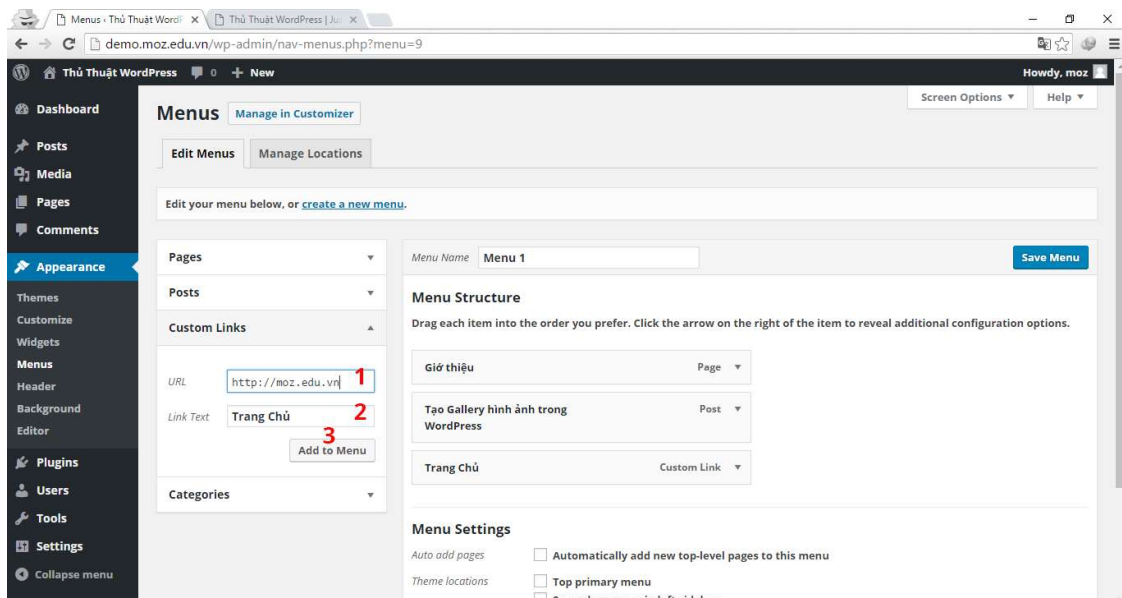 Menus ‹ Thủ Thuật WordP
Thủ Thuật WordPress | Ju
demo.moz.edu.vn/wp-admin/nav-menus.php?menu=9
Thủ Thuật WordPress 0 + New Howdy, moz
Screen Options Help
Dashboard
Posts
Media
Pages
Comments
Appearance
Themes
Customize
Widgets
Menus
Header
Background
Editor
Plugins
Users
Tools
Settings
Collapse menu
Menus Manage in Customizer
Edit Menus Manage Locations
Edit your menu below, or create a new menu.
Pages
Posts
Custom Links
URL http://moz.edu.vn 1
Link Text Trang Chủ 2
3
Add to Menu
Categories
Menu Name Menu 1 Save Menu
Menu Structure
Drag each item into the order you prefer. Click the arrow on the right of the item to reveal additional configuration options.
Giớ thiệu Page
Tạo Gallery hình ảnh trong Post
WordPress
Trang Chủ Custom Link
Menu Settings
Auto add pages Automatically add new top-level pages to this menu
Theme locations Top primary menu